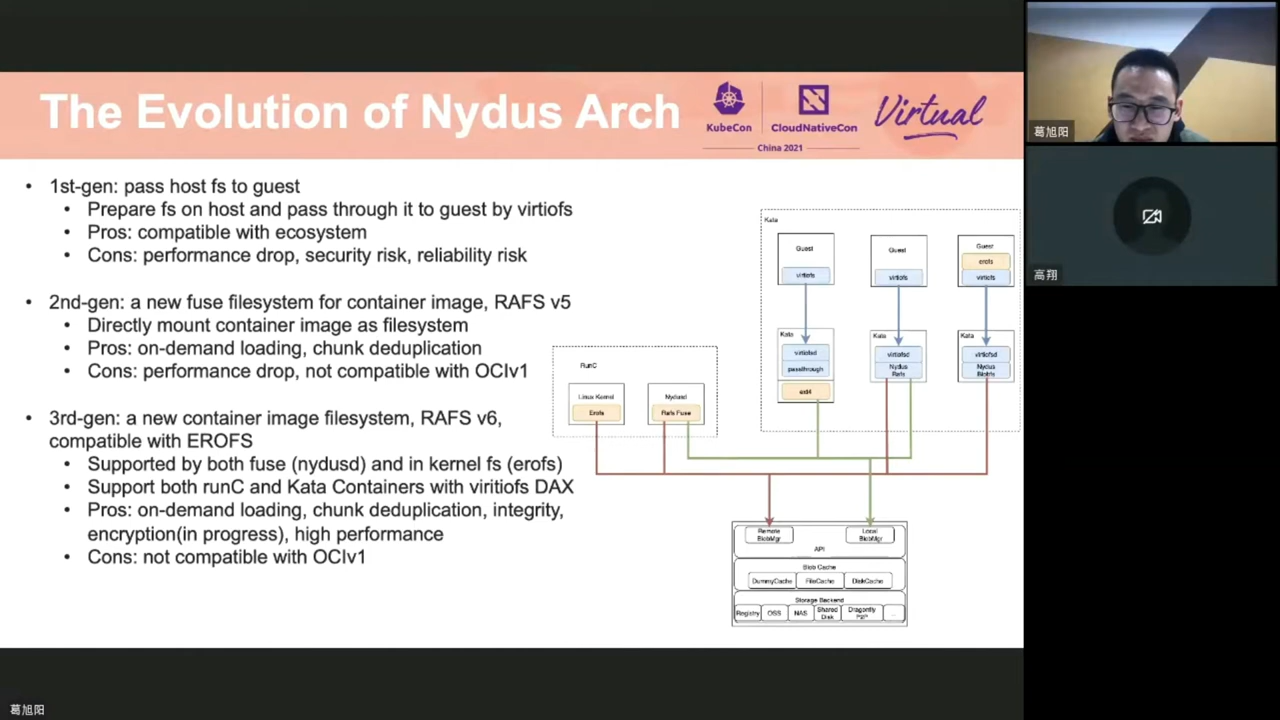 The Evolution of Nydus Arch
KubeCon
CloudNativeCon
Virtual
China 2021
• 1st-gen: pass host fs to guest
• Prepare fs on host and pass through it to guest by virtiofs
• Pros: compatible with ecosystem
• Cons: performance drop, security risk, reliability risk
• 2nd-gen: a new fuse filesystem for container image, RAFS v5
• Directly mount container image as filesystem
• Pros: on-demand loading, chunk deduplication
• Cons: performance drop, not compatible with OCIv1
• 3rd-gen: a new container image filesystem, RAFS v6,
compatible with EROFS
• Supported by both fuse (nydusd) and in kernel fs (erofs)
• Support both runC and Kata Containers with viritiofs DAX
• Pros: on-demand loading, chunk deduplication, integrity,
encryption(in progress), high performance
• Cons: not compatible with OCIv1
RunC
Linux Kernel
Erofs
Nydusd
Rafs Fuse
Kata
Guest
virtiofs
Kata
virtiofsd
passthrough
ext4
Guest
virtiofs
Kata
virtiofsd
Nydus
Rafs
Guest
erofs
virtiofs
Kata
virtiofsd
Nydus
Blobfs
Remote
BlobMgr
Local
BlobMgr
API
Blob Cache
DummyCache
FileCache
DiskCache
Storage Backend
Registry
OSS
NAS
Shared
Disk
Dragonfly
P2P
...
葛旭阳
高翔
葛旭阳